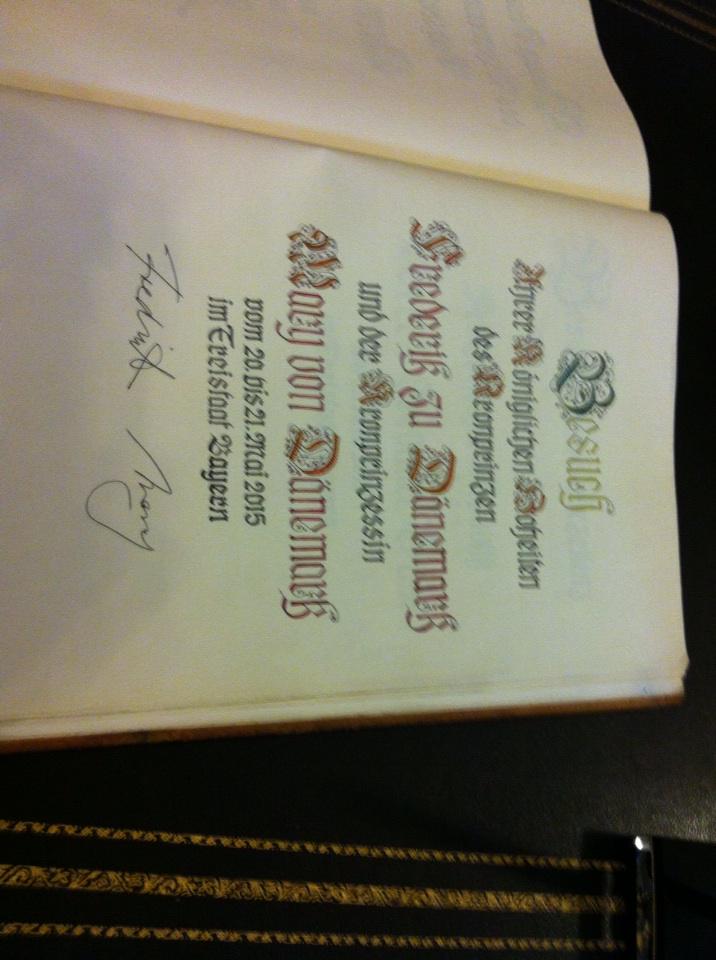 Besuch
Ihrer Königlichen Hoheiten
des Kronprinzen
Frederik zu Dänemark
und der Kronprinzessin
Mary von Dänemark
vom 20. bis 21. Mai 2015
im Freistaat Bayern
Frederik Mary